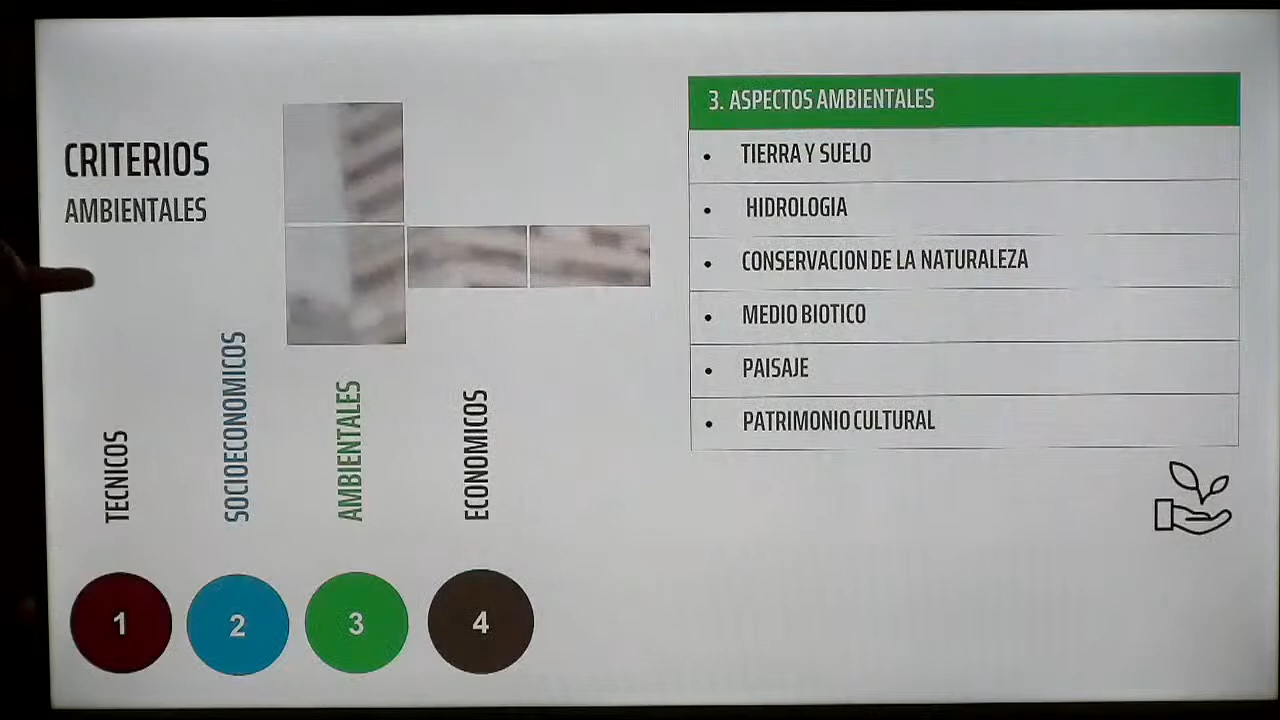 CRITERIOS
AMBIENTALES
TECNICOS
SOCIOECONOMICOS
AMBIENTALES
ECONOMICOS
1
2
3
4
3. ASPECTOS AMBIENTALES
• TIERRA Y SUELO
• HIDROLOGIA
• CONSERVACION DE LA NATURALEZA
• MEDIO BIOTICO
• PAISAJE
• PATRIMONIO CULTURAL